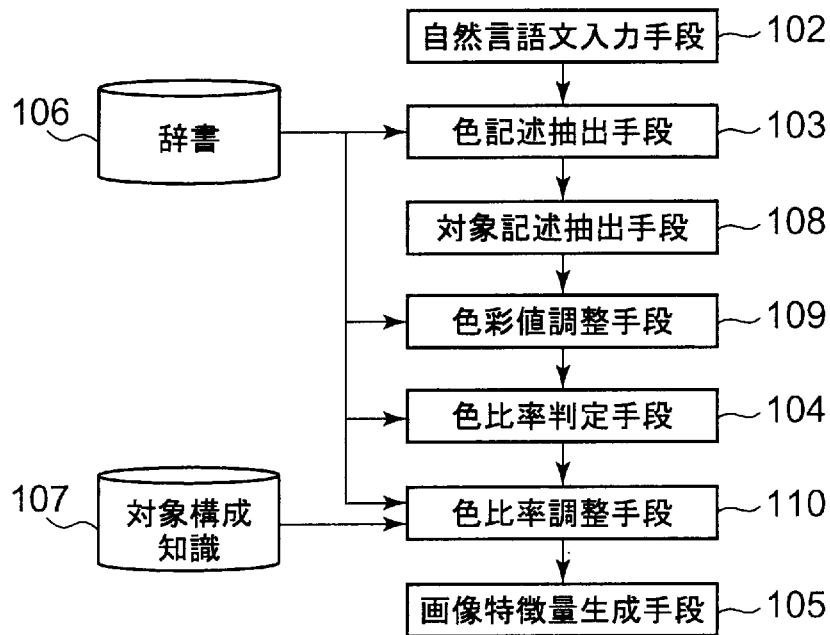 自然言語文入力手段 102
106 辞書
色記述抽出手段 103
対象記述抽出手段 108
色彩値調整手段 109
色比率判定手段 104
107 対象構成
知識
色比率調整手段 110
画像特徴量生成手段 105